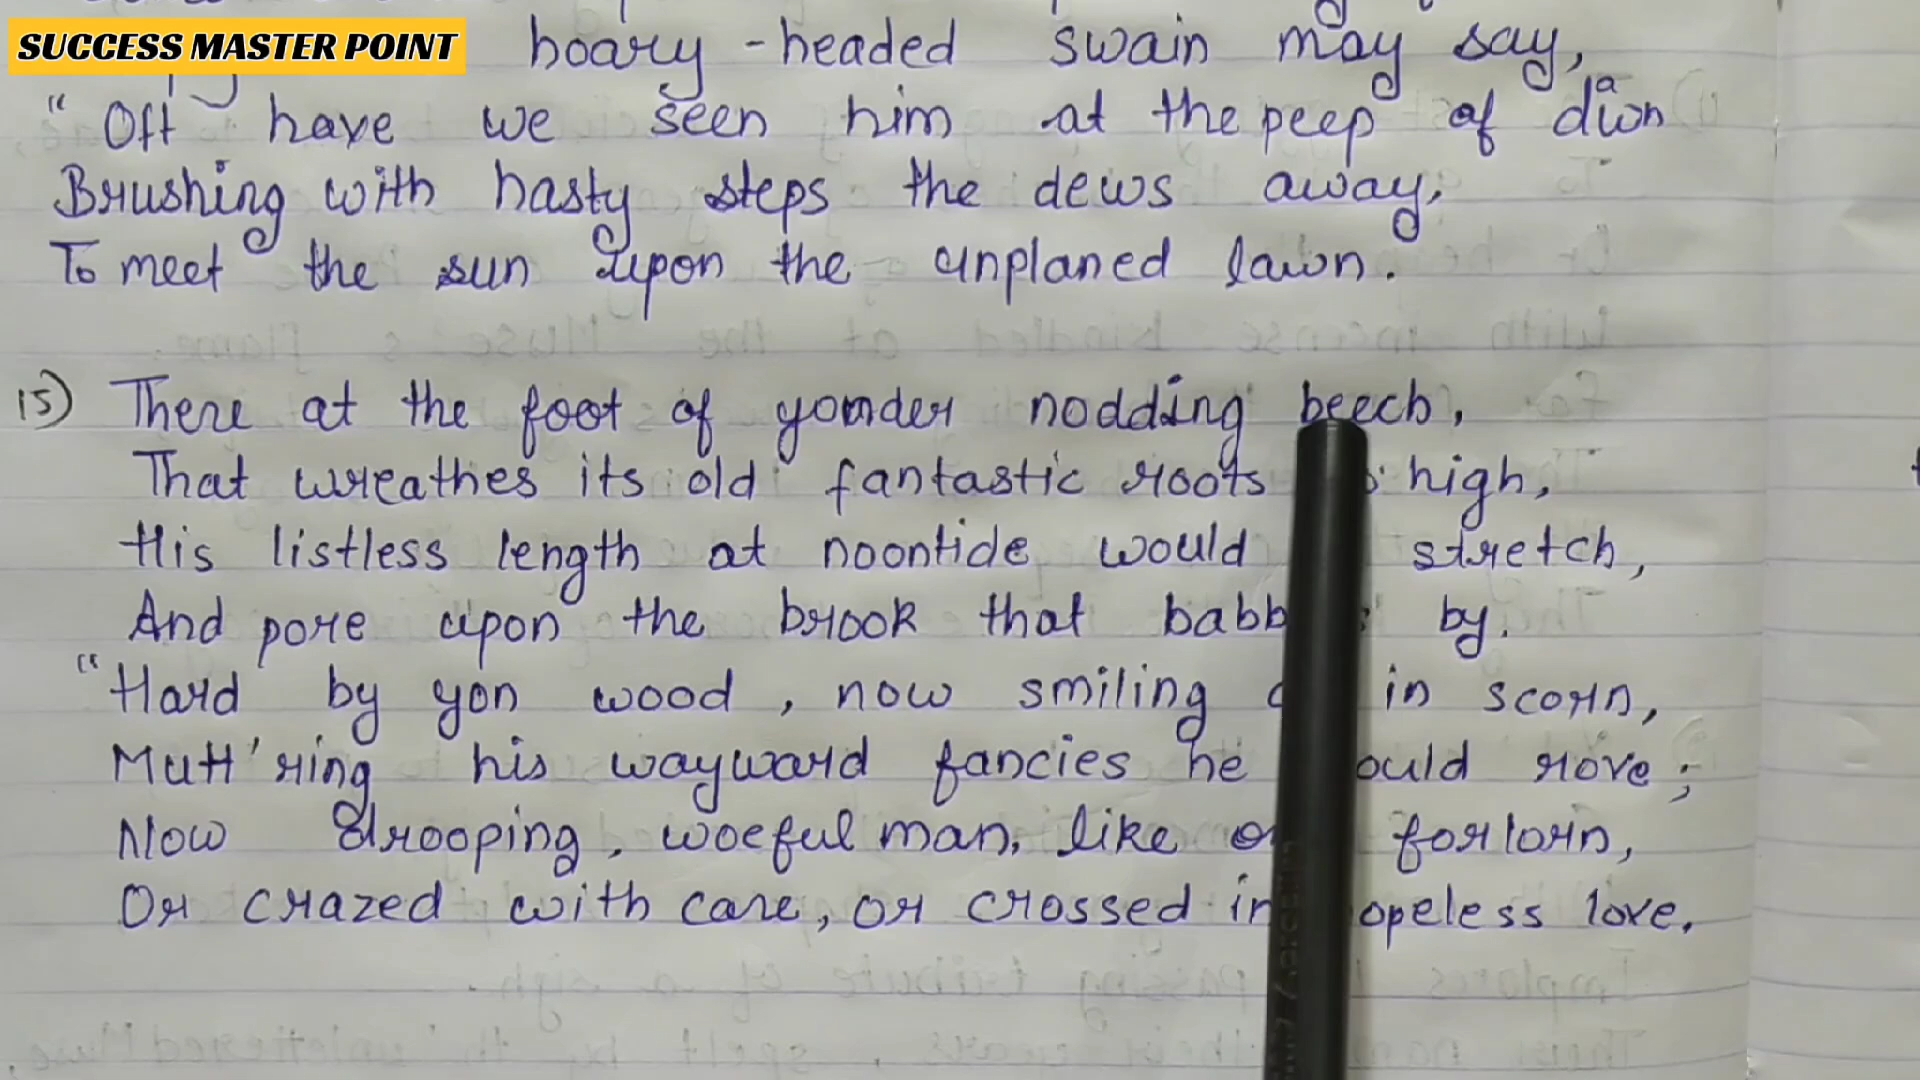 SUCCESS MASTER POINT
hoary-headed swain may say,
"Oft have we seen him at the peep of dawn
Brushing with hasty steps the dews away,
To meet the sun upon the unplaned lawn.
15) There at the foot of yonder nodding beech,
That wreathes its old fantastic roots high,
His listless length at noontide would stretch,
And pore upon the brook that babb by.
"Hard by yon wood, now smiling in scorn,
Mutt'ring his wayward fancies he ould rove;
Now drooping, woeful man, like forlorn,
Or crazed with care, or crossed in opeless love.